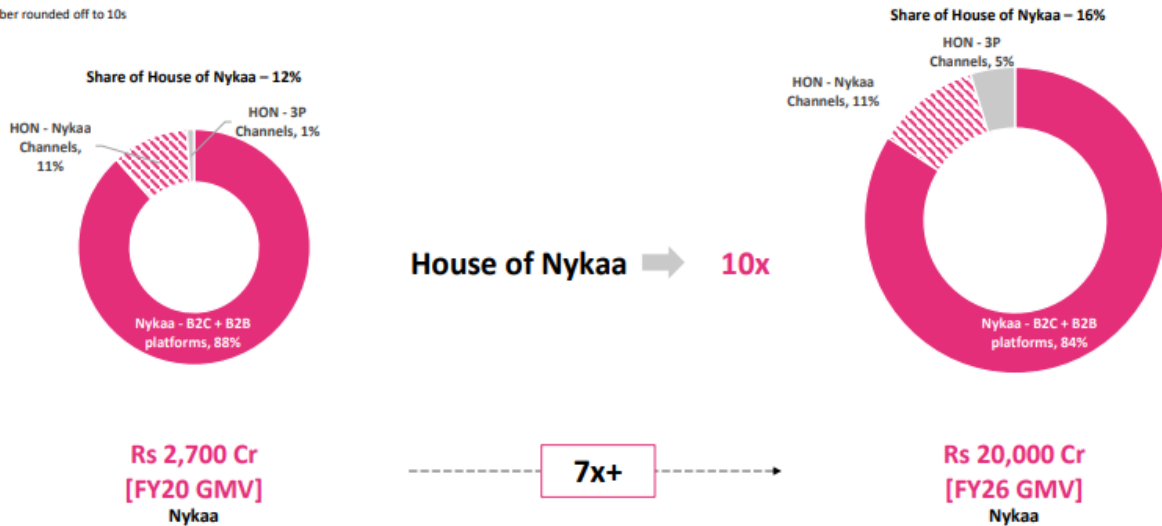 ber rounded off to 10s
Share of House of Nykaa – 12%
HON - 3P
Channels, 1%
HON - Nykaa
Channels,
11%
Nykaa - B2C + B2B
platforms, 88%
Rs 2,700 Cr
[FY20 GMV]
Nykaa
House of Nykaa
10x
7x+
Share of House of Nykaa – 16%
HON - 3P
Channels, 5%
HON - Nykaa
Channels, 11%
Nykaa - B2C + B2B
platforms, 84%
Rs 20,000 Cr
[FY26 GMV]
Nykaa